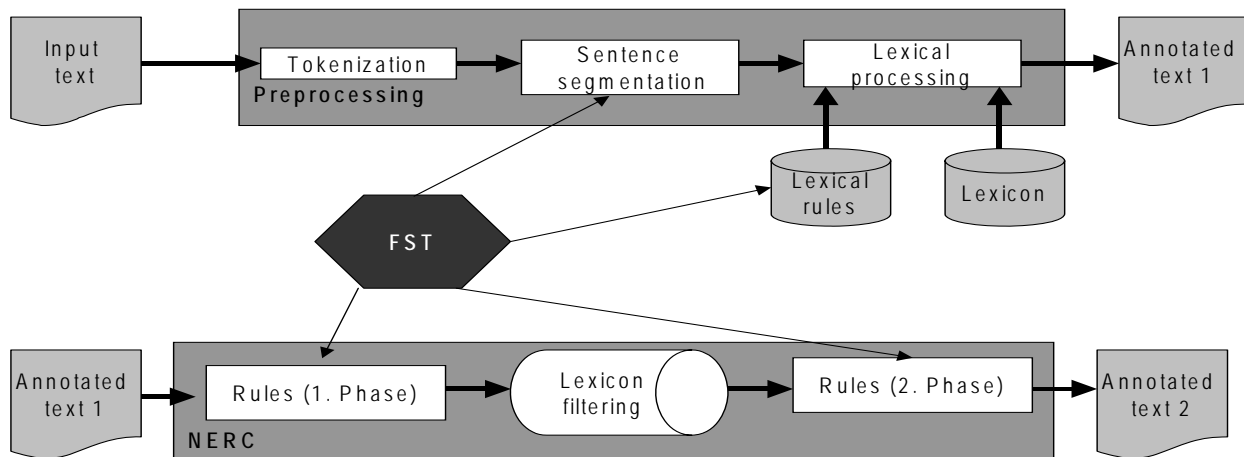 Input
text
Tokenization
Preprocessing
Sentence
segmentation
Lexical
processing
Annotated
text 1
Lexical
rules
Lexicon
FST
Annotated
text 1
Rules (1. Phase)
NERC
Lexicon
filtering
Rules (2. Phase)
Annotated
text 2